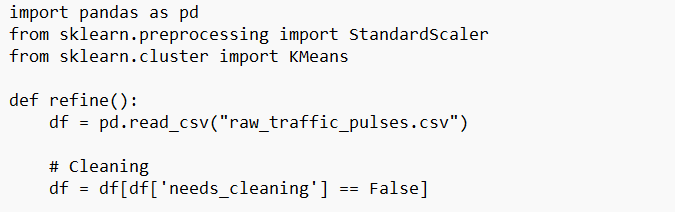 import pandas as pd
from sklearn.preprocessing import StandardScaler
from sklearn.cluster import KMeans

def refine():
    df = pd.read_csv("raw_traffic_pulses.csv")

    # Cleaning
    df = df[df['needs_cleaning'] == False]